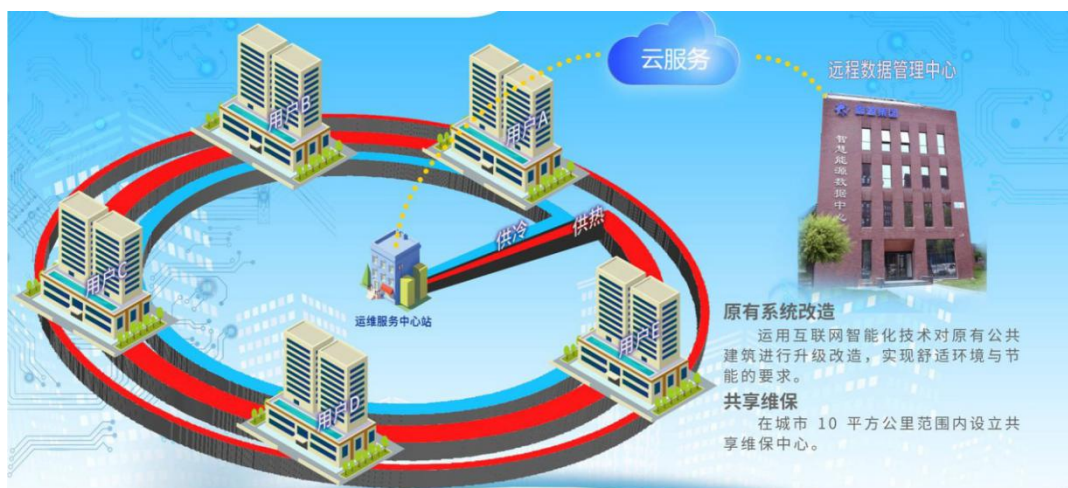 云服务
远程数据管理中心
用户B
用户A
智慧能源数据中心
供冷
供热
用户C
运维服务中心站
用户E
用户D
原有系统改造
运用互联网智能化技术对原有公共
建筑进行升级改造，实现舒适环境与节
能的要求。
共享维保
在城市 10 平方公里范围内设立共
享维保中心。